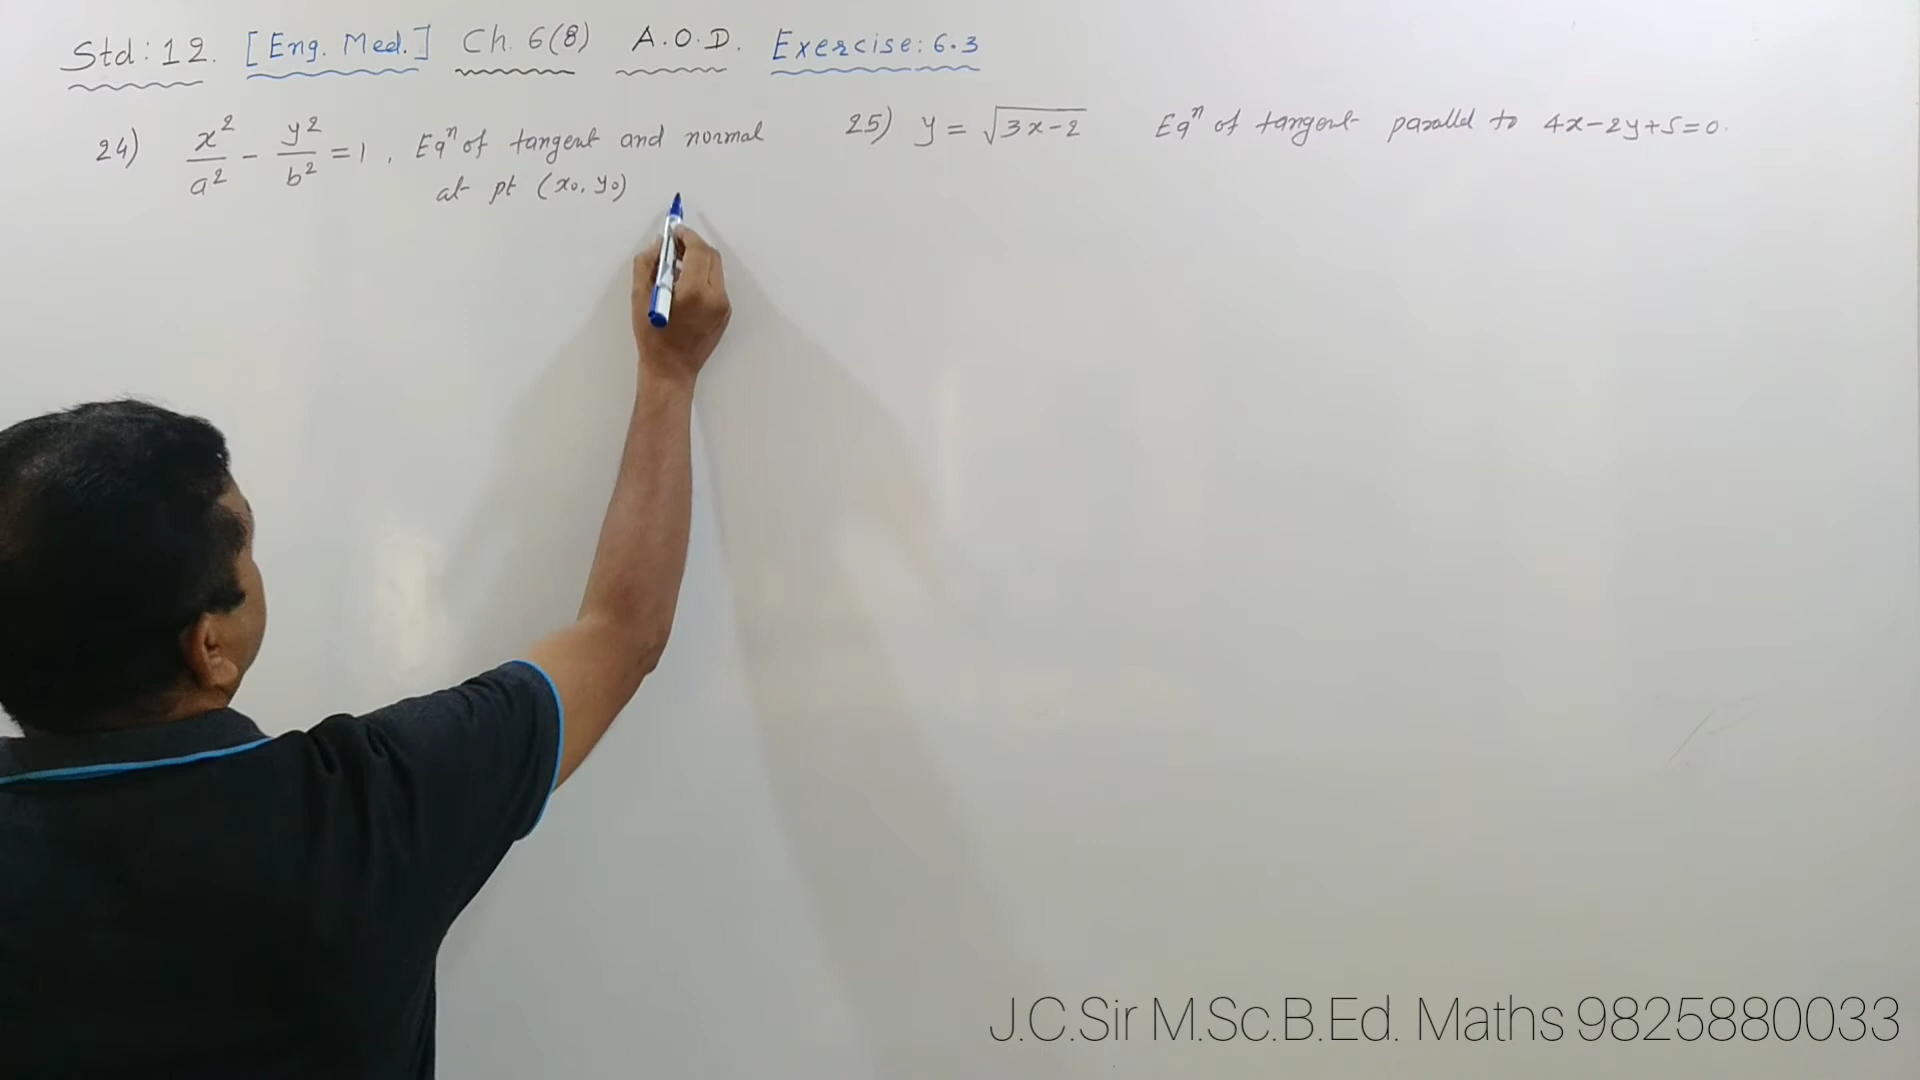 Std: 12. [Eng. Med.] Ch. 6(8) A.O.D. Exercise: 6.3
24) x²/a² - y²/b² = 1, Eqⁿ of tangent and normal
at pt (x₀, y₀)
25) y = √(3x-2) Eqⁿ of tangent parallel to 4x-2y+5=0.
J.C.Sir M.Sc.B.Ed. Maths 9825880033